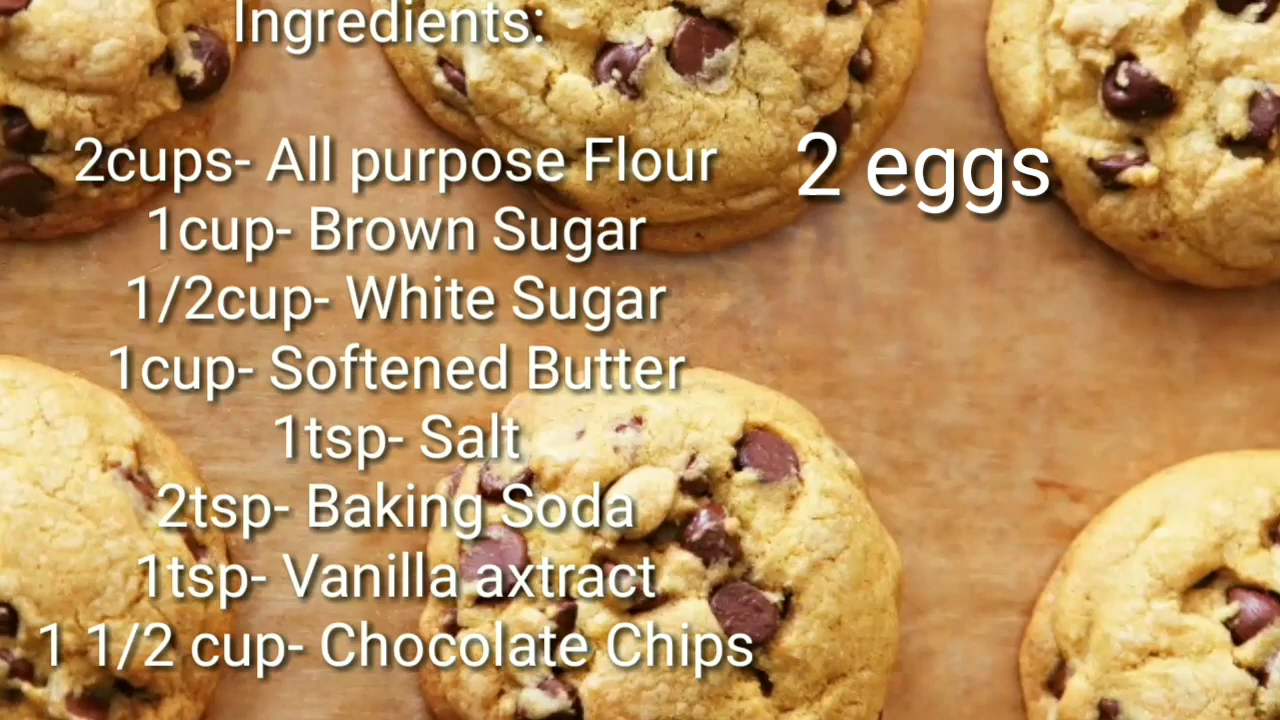 Ingredients:
2cups- All purpose Flour
1cup- Brown Sugar
1/2cup- White Sugar
1cup- Softened Butter
1tsp- Salt
2tsp- Baking Soda
1tsp- Vanilla axtract
1 1/2 cup- Chocolate Chips
2 eggs